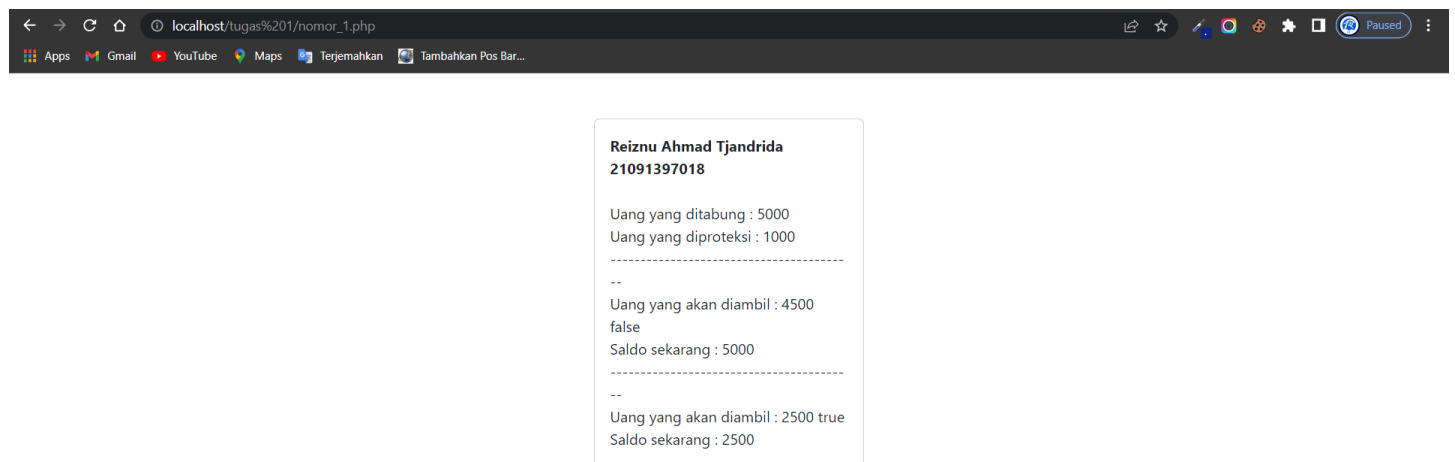 localhost/tugas%201/nomor_1.php
Paused
Apps
Gmail
YouTube
Maps
Terjemahkan
Tambahkan Pos Bar...
Reiznu Ahmad Tjandrida
21091397018
Uang yang ditabung : 5000
Uang yang diproteksi : 1000
---------------------------------------
--
Uang yang akan diambil : 4500
false
Saldo sekarang : 5000
---------------------------------------
--
Uang yang akan diambil : 2500 true
Saldo sekarang : 2500